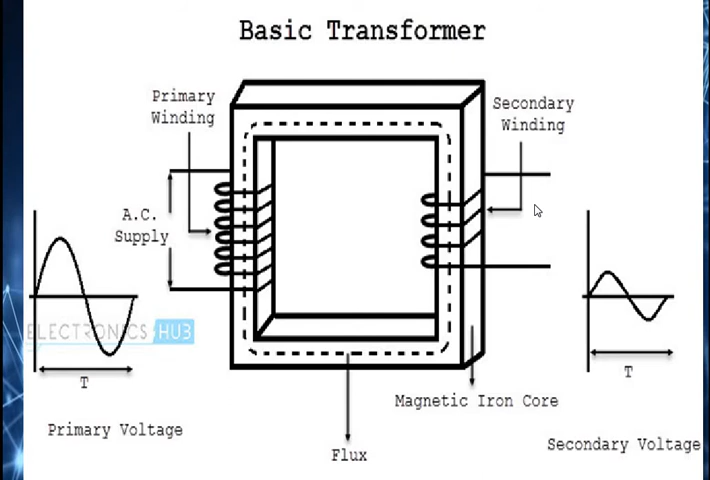 Basic Transformer
Primary
Winding
Secondary
Winding
A.C.
Supply
ELECTRONICS HUB
T
T
Magnetic Iron Core
Primary Voltage
Secondary Voltage
Flux